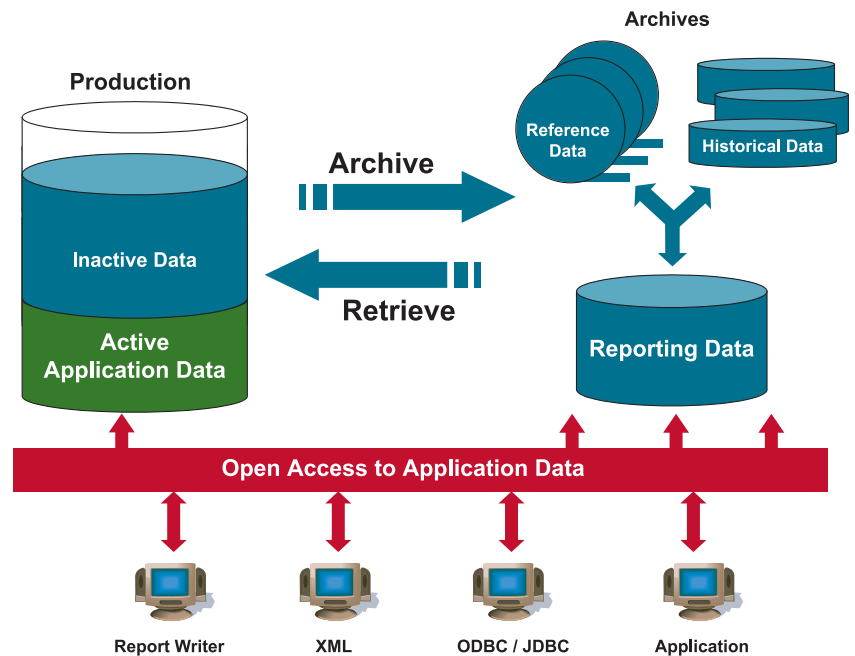 Archives
Production
Reference
Data
Historical Data
Archive
Inactive Data
Retrieve
Active
Application Data
Reporting Data
Open Access to Application Data
Report Writer
XML
ODBC / JDBC
Application